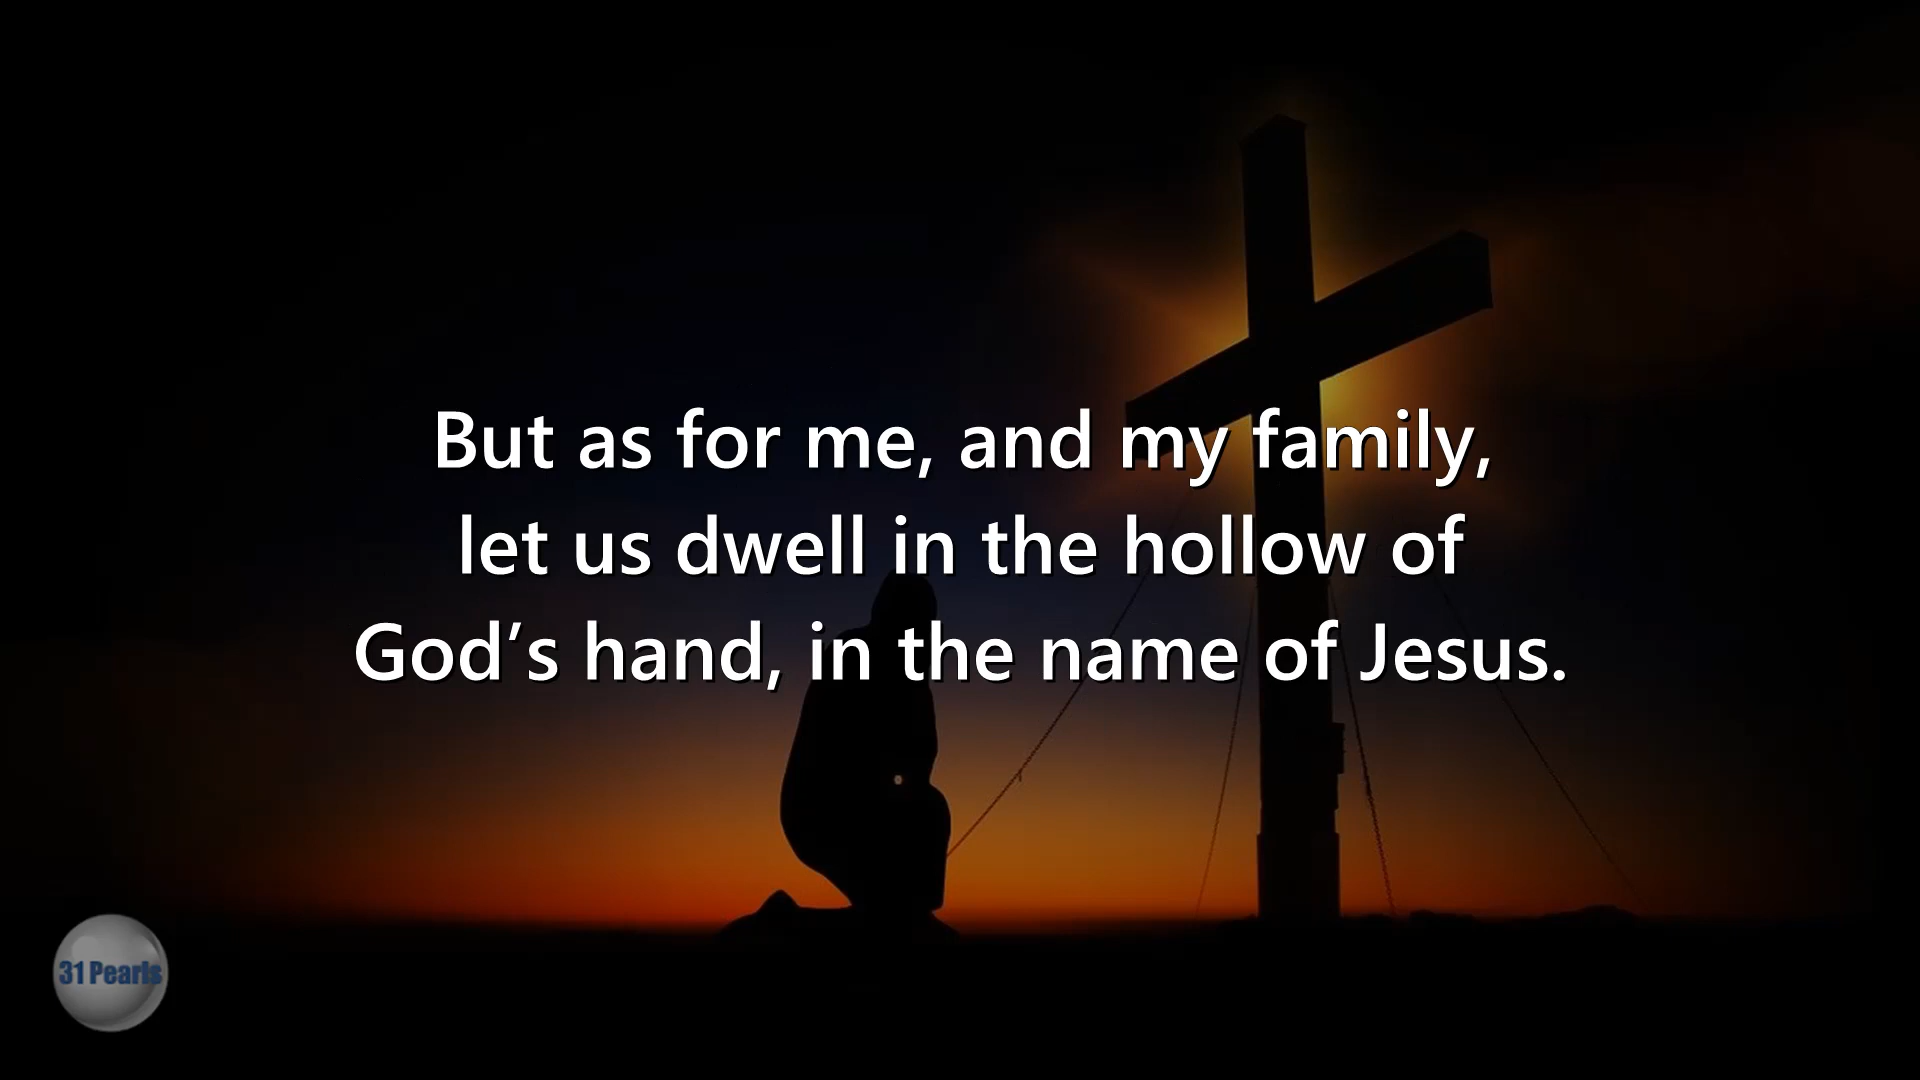 But as for me, and my family,
let us dwell in the hollow of
God’s hand, in the name of Jesus.
31 Pearls